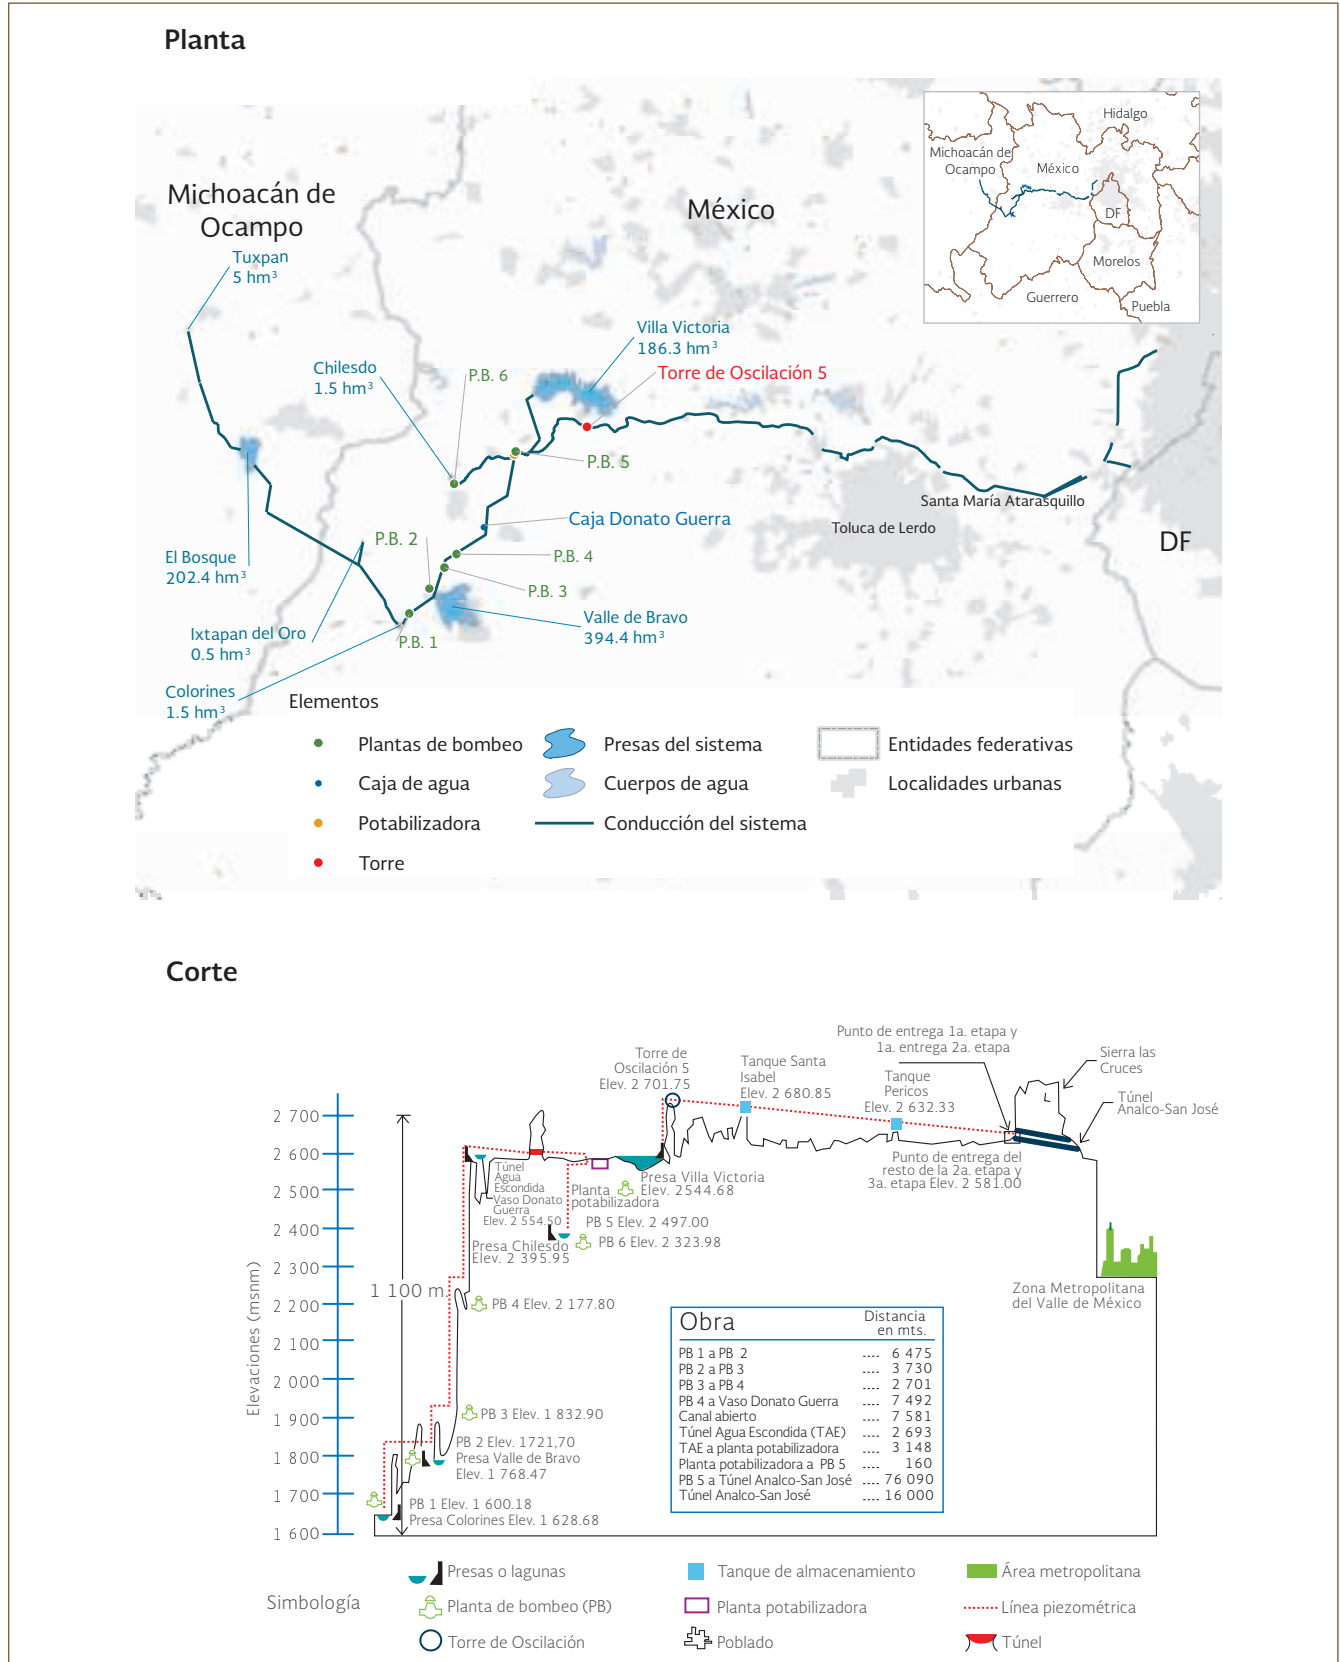 Planta
Hidalgo
Michoacán de
Ocampo
México
DF
Morelos
Guerrero
Puebla
Michoacán de
Ocampo
México
Tuxpan
5 hm³
Villa Victoria
186.3 hm³
Chilesdo
1.5 hm³
P.B. 6
Torre de Oscilación 5
P.B. 5
Santa María Atarasquillo
Caja Donato Guerra
Toluca de Lerdo
DF
P.B. 2
P.B. 4
El Bosque
202.4 hm³
P.B. 3
Valle de Bravo
394.4 hm³
Ixtapan del Oro
0.5 hm³
P.B. 1
Colorines
1.5 hm³
Elementos
Plantas de bombeo
Presas del sistema
Entidades federativas
Caja de agua
Cuerpos de agua
Localidades urbanas
Potabilizadora
Conducción del sistema
Torre
Corte
Punto de entrega 1a. etapa y
1a. entrega 2a. etapa
Torre de
Oscilación 5
Elev. 2 701.75
Tanque Santa
Isabel
Elev. 2 680.85
Tanque
Pericos
Elev. 2 632.33
Sierra las
Cruces
Túnel
Analco-San José
Elevaciones (msnm)
2 700
2 600
2 500
2 400
2 300
2 200
2 100
2 000
1 900
1 800
1 700
1 600
1 100 m.
Túnel
Agua
Escondida
Vaso Donato
Guerra
Elev. 2 554.50
Planta
potabilizadora
Presa Villa Victoria
Elev. 2544.68
Punto de entrega del
resto de la 2a. etapa y
3a. etapa Elev. 2 581.00
PB 5 Elev. 2 497.00
Presa Chilesdo
Elev. 2 395.95
PB 6 Elev. 2 323.98
Zona Metropolitana
del Valle de México
PB 4 Elev. 2 177.80
PB 3 Elev. 1 832.90
PB 2 Elev. 1721,70
Presa Valle de Bravo
Elev. 1 768.47
PB 1 Elev. 1 600.18
Presa Colorines Elev. 1 628.68
Obra Distancia
en mts.
PB 1 a PB 2 .... 6 475
PB 2 a PB 3 .... 3 730
PB 3 a PB 4 .... 2 701
PB 4 a Vaso Donato Guerra .... 7 492
Canal abierto .... 7 581
Túnel Agua Escondida (TAE) .... 2 693
TAE a planta potabilizadora .... 3 148
Planta potabilizadora a PB 5 .... 160
PB 5 a Túnel Analco-San José .... 76 090
Túnel Analco-San José .... 16 000
Simbología
Presas o lagunas
Tanque de almacenamiento
Área metropolitana
Planta de bombeo (PB)
Planta potabilizadora
Línea piezométrica
Torre de Oscilación
Poblado
Túnel